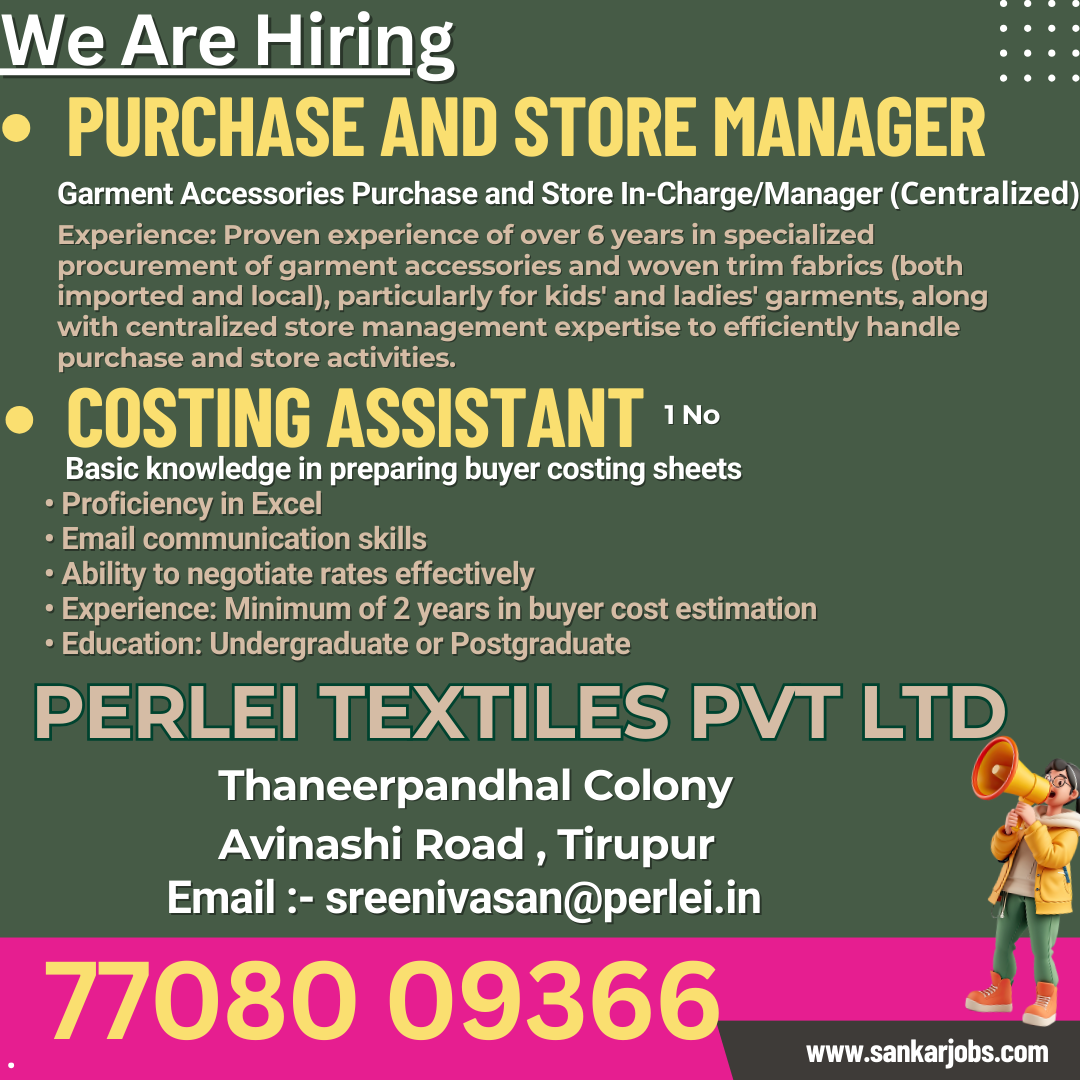 We Are Hiring
• PURCHASE AND STORE MANAGER
Garment Accessories Purchase and Store In-Charge/Manager (Centralized)
Experience: Proven experience of over 6 years in specialized
procurement of garment accessories and woven trim fabrics (both
imported and local), particularly for kids' and ladies' garments, along
with centralized store management expertise to efficiently handle
purchase and store activities.
• COSTING ASSISTANT 1 No
Basic knowledge in preparing buyer costing sheets
• Proficiency in Excel
• Email communication skills
• Ability to negotiate rates effectively
• Experience: Minimum of 2 years in buyer cost estimation
• Education: Undergraduate or Postgraduate
PERLEI TEXTILES PVT LTD
Thaneerpandhal Colony
Avinashi Road , Tirupur
Email :- sreenivasan@perlei.in
77080 09366
www.sankarjobs.com
.